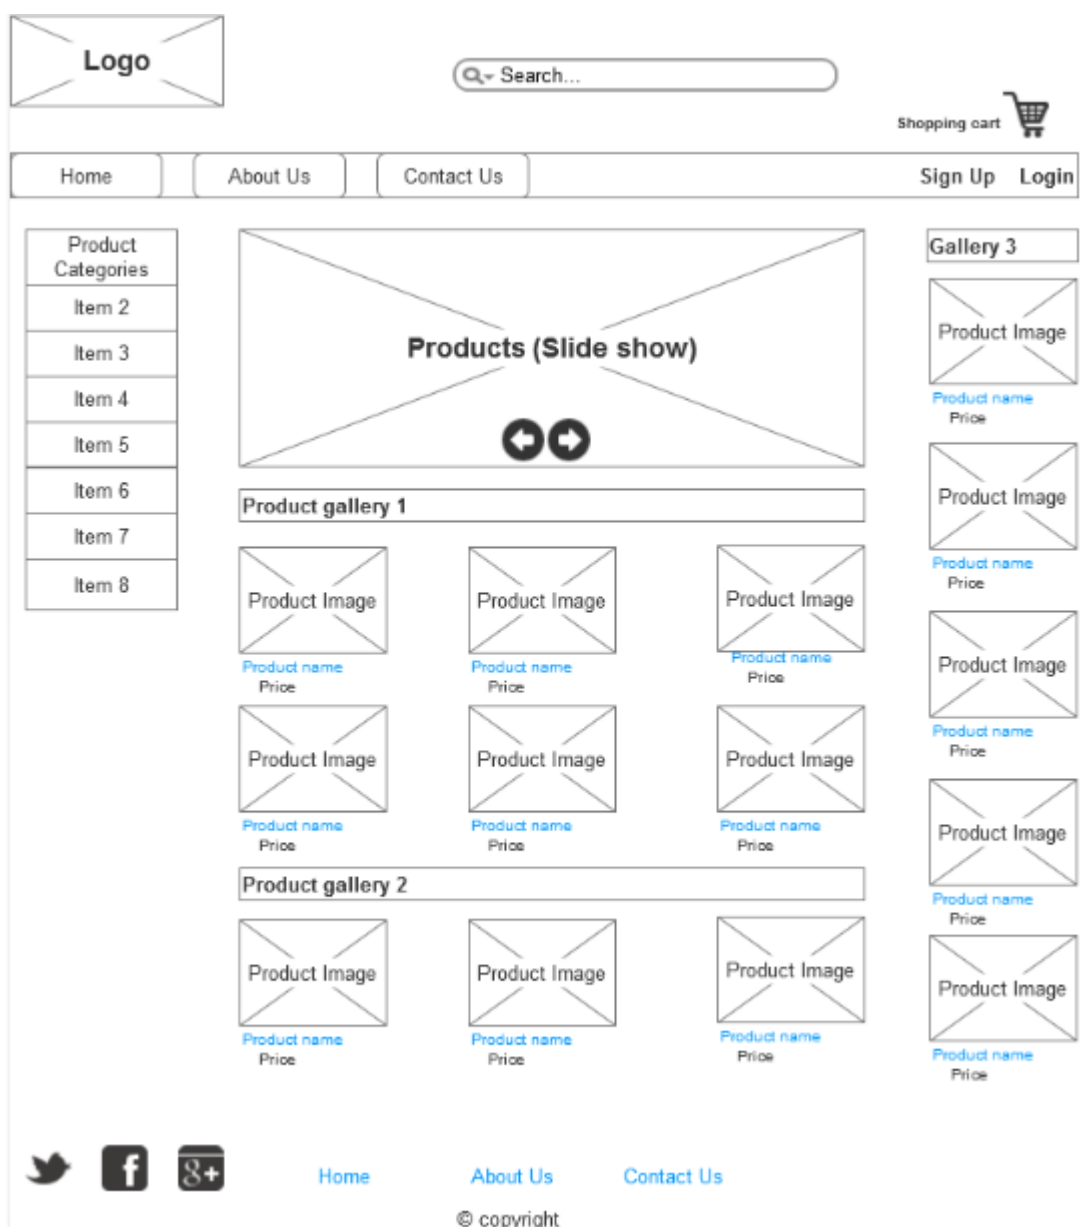 Logo
Search...
Shopping cart
Home
About Us
Contact Us
Sign Up
Login
Product
Categories
Item 2
Item 3
Item 4
Item 5
Item 6
Item 7
Item 8
Products (Slide show)
Product gallery 1
Product Image
Product name
Price
Product Image
Product name
Price
Product Image
Product name
Price
Product Image
Product name
Price
Product Image
Product name
Price
Product Image
Product name
Price
Product gallery 2
Product Image
Product name
Price
Product Image
Product name
Price
Product Image
Product name
Price
Gallery 3
Product Image
Product name
Price
Product Image
Product name
Price
Product Image
Product name
Price
Product Image
Product name
Price
Product Image
Product name
Price
f
g+
Home
About Us
Contact Us
© copyright